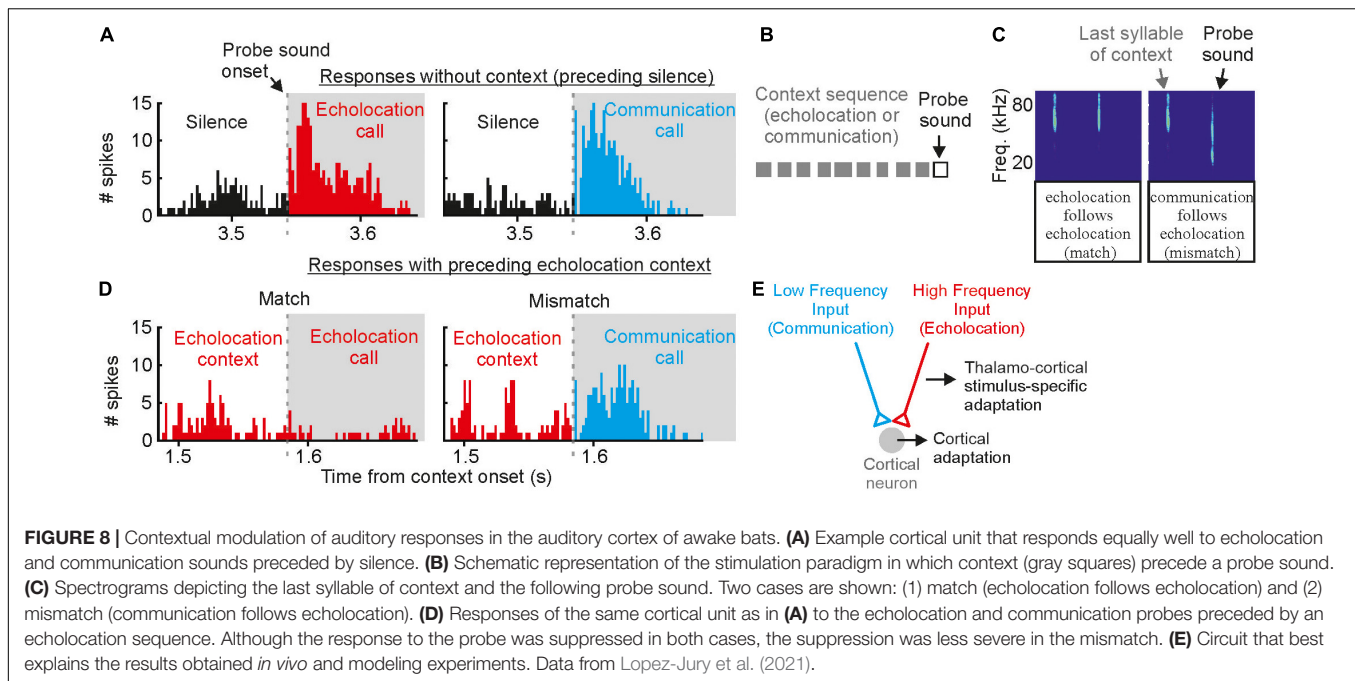 A
Probe sound
onset
Responses without context (preceding silence)
15
10
5
0
# spikes
Silence
Echolocation
call
3.5
3.6
Silence
Communication
call
3.5
3.6
B
Context sequence
(echolocation or
communication)
Probe
sound
C
Last syllable
of context
Probe
sound
Freq. (kHz)
80
20
echolocation
follows
echolocation
(match)
communication
follows
echolocation
(mismatch)
Responses with preceding echolocation context
D
Match
Mismatch
15
10
5
0
# spikes
Echolocation
context
Echolocation
call
1.5
1.6
Echolocation
context
Communication
call
1.5
1.6
Time from context onset (s)
E
Low Frequency
Input
(Communication)
High Frequency
Input
(Echolocation)
Thalamo-cortical
stimulus-specific
adaptation
Cortical
adaptation
Cortical
neuron
FIGURE 8 | Contextual modulation of auditory responses in the auditory cortex of awake bats. (A) Example cortical unit that responds equally well to echolocation
and communication sounds preceded by silence. (B) Schematic representation of the stimulation paradigm in which context (gray squares) precede a probe sound.
(C) Spectrograms depicting the last syllable of context and the following probe sound. Two cases are shown: (1) match (echolocation follows echolocation) and (2)
mismatch (communication follows echolocation). (D) Responses of the same cortical unit as in (A) to the echolocation and communication probes preceded by an
echolocation sequence. Although the response to the probe was suppressed in both cases, the suppression was less severe in the mismatch. (E) Circuit that best
explains the results obtained in vivo and modeling experiments. Data from Lopez-Jury et al. (2021).